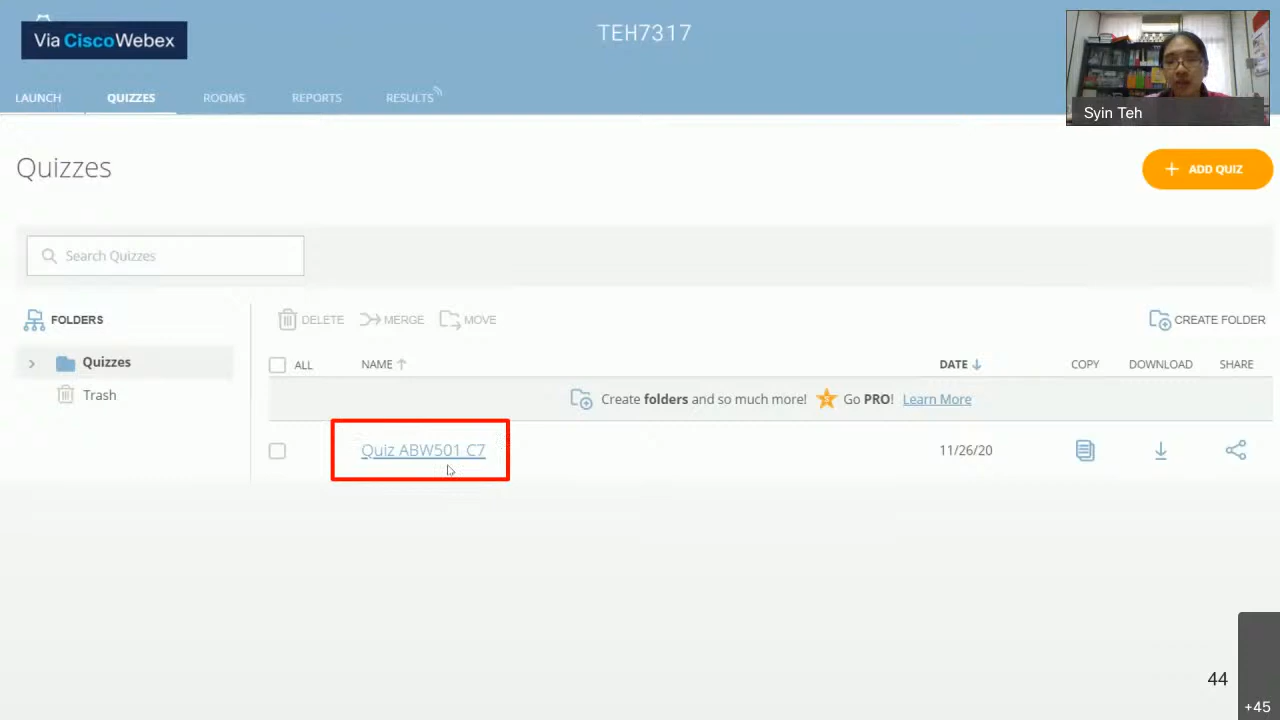 Via CiscoWebex
TEH7317
LAUNCH QUIZZES ROOMS REPORTS RESULTS
Syin Teh
Quizzes
+ ADD QUIZ
Search Quizzes
FOLDERS
DELETE MERGE MOVE
CREATE FOLDER
Quizzes
Trash
ALL NAME DATE COPY DOWNLOAD SHARE
Create folders and so much more! Go PRO! Learn More
Quiz ABW501 C7 11/26/20
44
+45